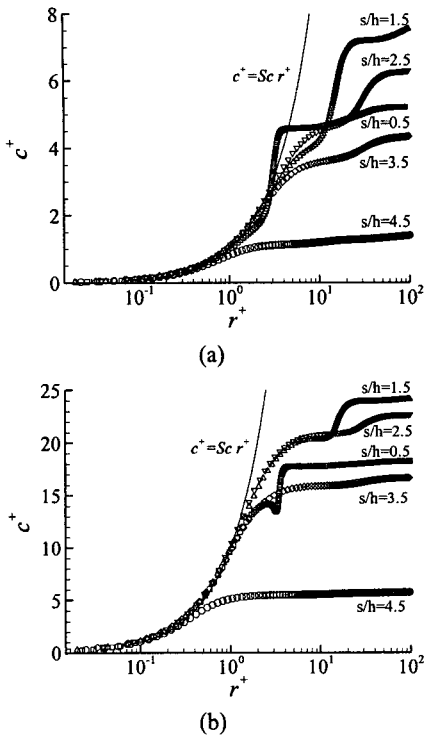 8
6
4
2
0
c⁺
c⁺=Sc r⁺
s/h=1.5
s/h=2.5
s/h=0.5
s/h=3.5
s/h=4.5
10⁻¹ 10⁰ 10¹ 10²
r⁺
(a)
25
20
15
10
5
0
c⁺
c⁺=Sc r⁺
s/h=1.5
s/h=2.5
s/h=0.5
s/h=3.5
s/h=4.5
10⁻¹ 10⁰ 10¹ 10²
r⁺
(b)